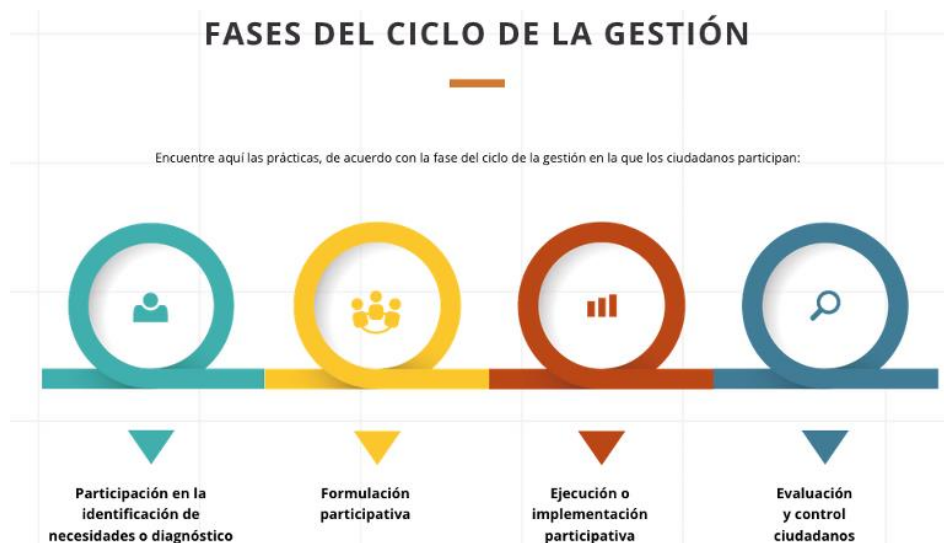 FASES DEL CICLO DE LA GESTIÓN
Encuentre aquí las prácticas, de acuerdo con la fase del ciclo de la gestión en la que los ciudadanos participan:
Participación en la
identificación de
necesidades o diagnóstico
Formulación
participativa
Ejecución o
implementación
participativa
Evaluación
y control
ciudadanos